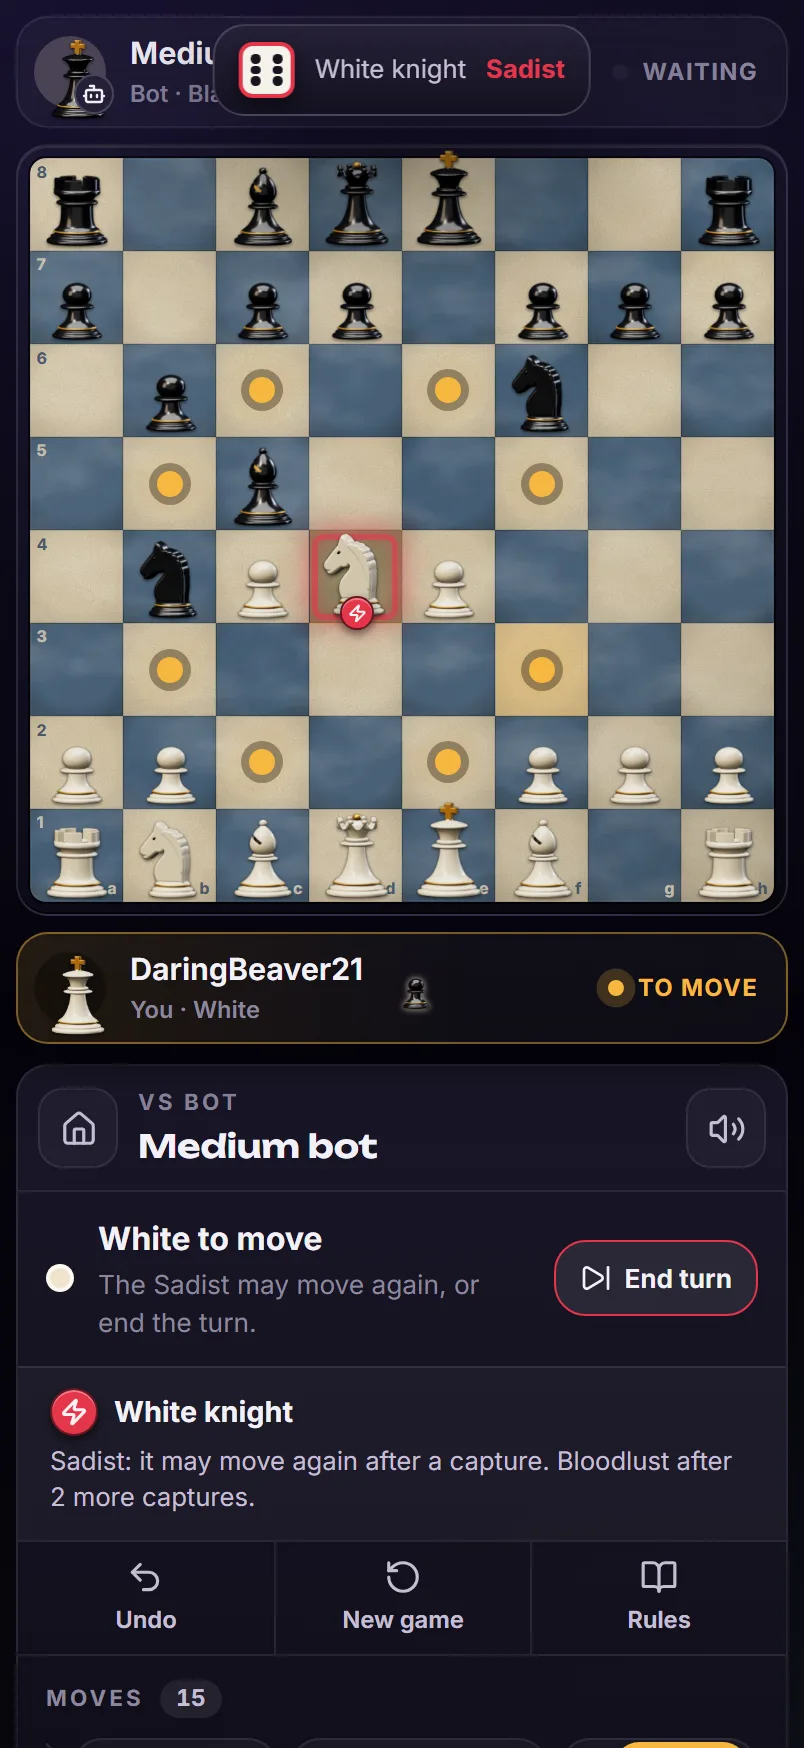 Mediu
Bot · Bla
White knight Sadist
WAITING
8
7
6
5
4
3
2
1
a b c d e f g h
DaringBeaver21
You · White
TO MOVE
VS BOT
Medium bot
White to move
The Sadist may move again, or
end the turn.
End turn
White knight
Sadist: it may move again after a capture. Bloodlust after
2 more captures.
Undo
New game
Rules
MOVES 15